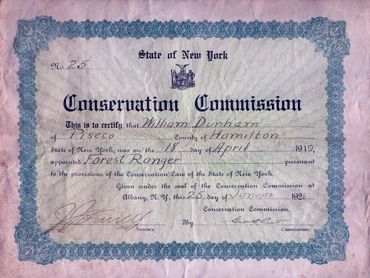 State of New York
No. 25
Conservation Commission
This is to certify that William Dunham
of Piseco County of Hamilton
State of New York, was on the 18 day of April 1919,
appointed Forest Ranger pursuant
to the provisions of the Conservation Law of the State of New York.
Given under the seal of the Conservation Commission at
Albany, N. Y., this 25 day of 192
Conservation Commission.
By
Secretary. Commissioner.